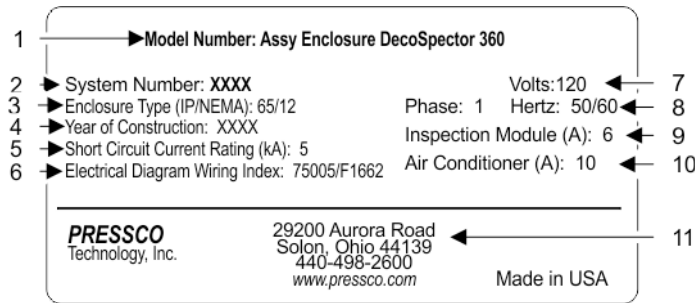 1 Model Number: Assy Enclosure DecoSpector 360
2 System Number: XXXX Volts:120 7
3 Enclosure Type (IP/NEMA): 65/12 Phase: 1 Hertz: 50/60 8
4 Year of Construction: XXXX Inspection Module (A): 6 9
5 Short Circuit Current Rating (kA): 5 Air Conditioner (A): 10 10
6 Electrical Diagram Wiring Index: 75005/F1662
PRESSCO
Technology, Inc.
29200 Aurora Road
Solon, Ohio 44139 11
440-498-2600
www.pressco.com
Made in USA